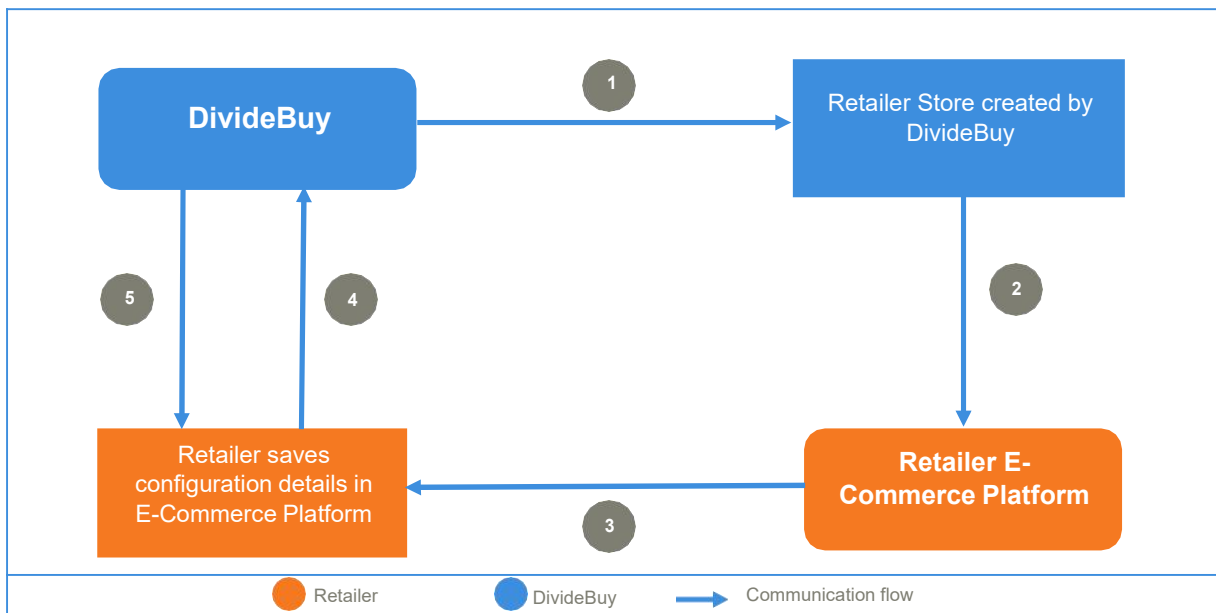 DivideBuy
1
Retailer Store created by
DivideBuy
5
4
2
Retailer saves
configuration details in
E-Commerce Platform
3
Retailer E-
Commerce Platform
Retailer
DivideBuy
Communication flow